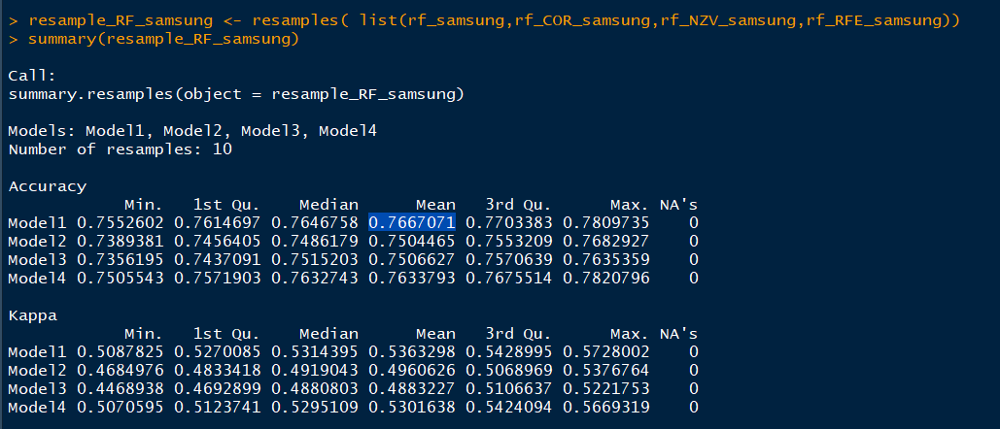 > resample_RF_samsung <- resamples( list(rf_samsung,rf_COR_samsung,rf_NZV_samsung,rf_RFE_samsung))
> summary(resample_RF_samsung)
Call:
summary.resamples(object = resample_RF_samsung)
Models: Model1, Model2, Model3, Model4
Number of resamples: 10
Accuracy
Min. 1st Qu. Median Mean 3rd Qu. Max. NA's
Model1 0.7552602 0.7614697 0.7646758 0.7667071 0.7703383 0.7809735 0
Model2 0.7389381 0.7456405 0.7486179 0.7504465 0.7553209 0.7682927 0
Model3 0.7356195 0.7437091 0.7515203 0.7506627 0.7570639 0.7635359 0
Model4 0.7505543 0.7571903 0.7632743 0.7633793 0.7675514 0.7820796 0
Kappa
Min. 1st Qu. Median Mean 3rd Qu. Max. NA's
Model1 0.5087825 0.5270085 0.5314395 0.5363298 0.5428995 0.5728002 0
Model2 0.4684976 0.4833418 0.4919043 0.4960626 0.5068969 0.5376764 0
Model3 0.4468938 0.4692899 0.4880803 0.4883227 0.5106637 0.5221753 0
Model4 0.5070595 0.5123741 0.5295109 0.5301638 0.5424094 0.5669319 0